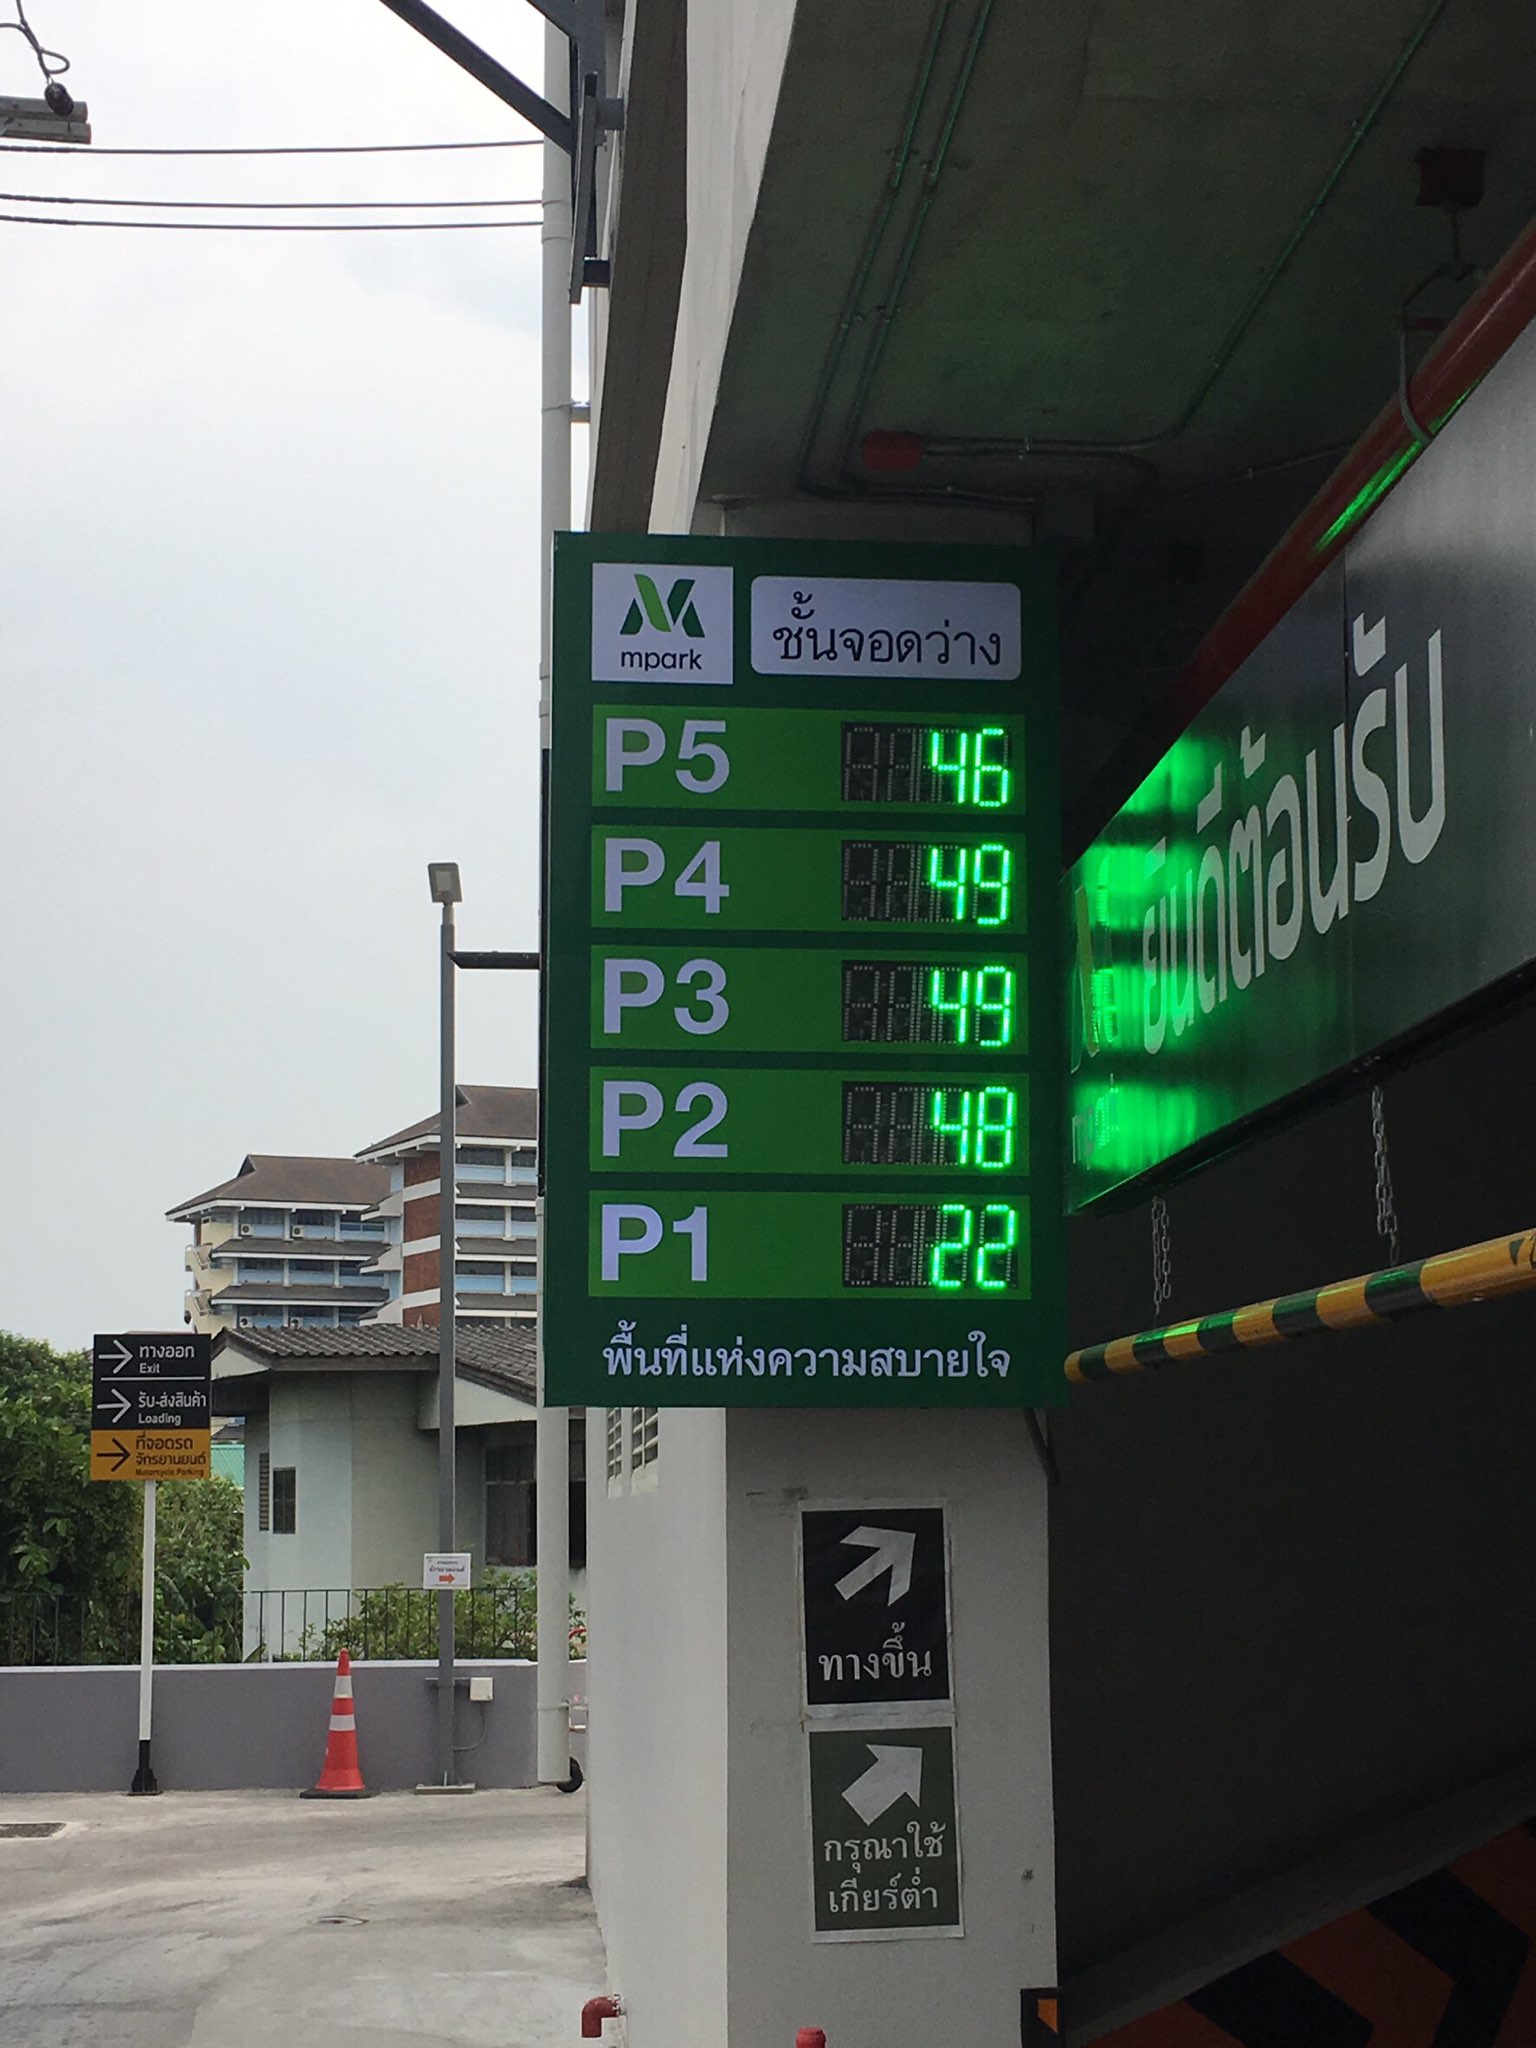 mpark
ชั้นจอดว่าง
P5 46
P4 49
P3 49
P2 48
P1 22
พื้นที่แห่งความสบายใจ
ยินดีต้อนรับ
ทางออก
Exit
รับ-ส่งสินค้า
Loading
ที่จอดรถ
จักรยานยนต์
Motorcycle Parking
ทางขึ้น
กรุณาใช้
เกียร์ต่ำ